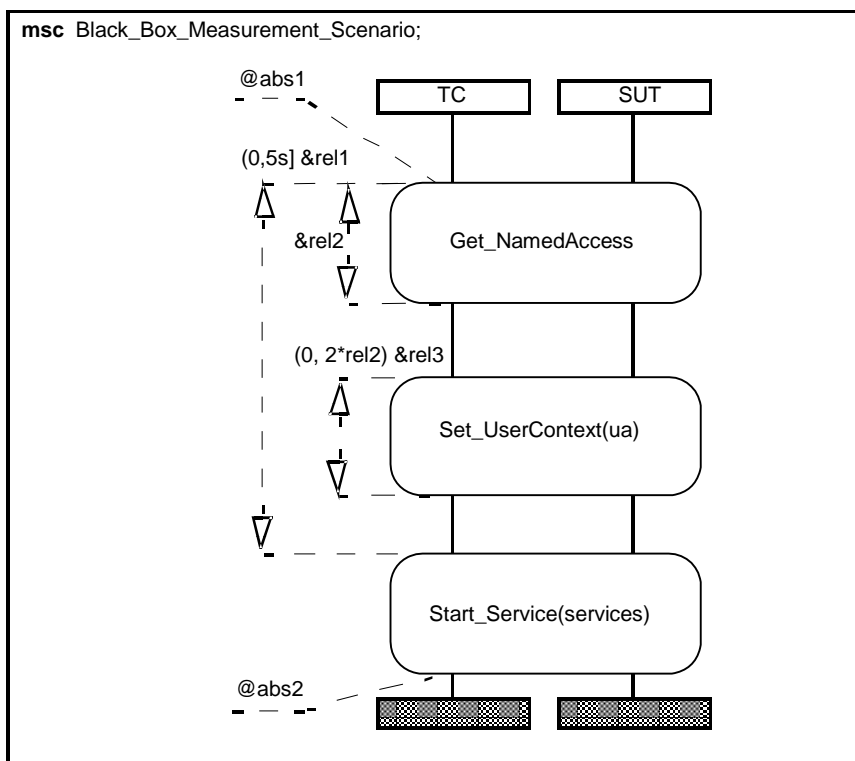 msc Black_Box_Measurement_Scenario;
@abs1
TC
SUT
(0,5s] &rel1
&rel2
Get_NamedAccess
(0, 2*rel2) &rel3
Set_UserContext(ua)
Start_Service(services)
@abs2